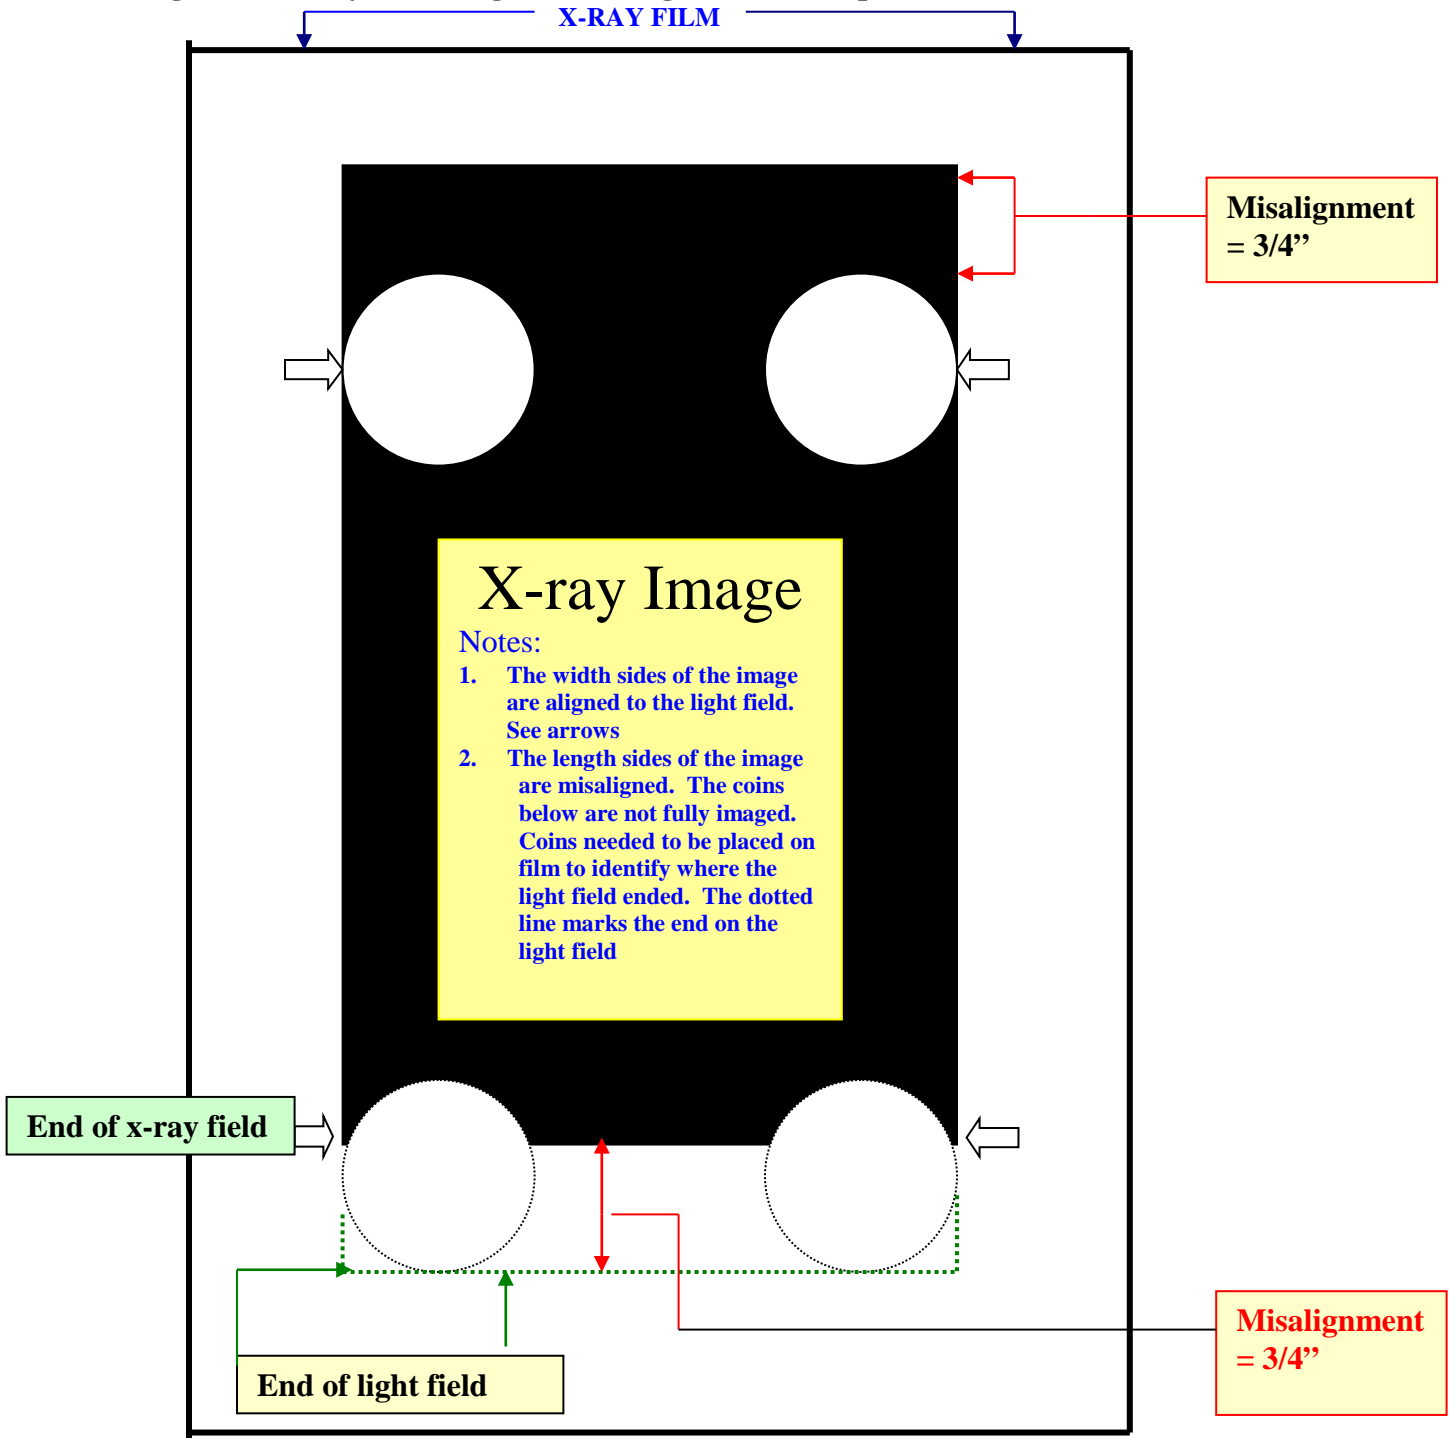 X-RAY FILM
Misalignment
= 3/4”
X-ray Image
Notes:
1. The width sides of the image
are aligned to the light field.
See arrows
2. The length sides of the image
are misaligned. The coins
below are not fully imaged.
Coins needed to be placed on
film to identify where the
light field ended. The dotted
line marks the end on the
light field
End of x-ray field
Misalignment
= 3/4”
End of light field